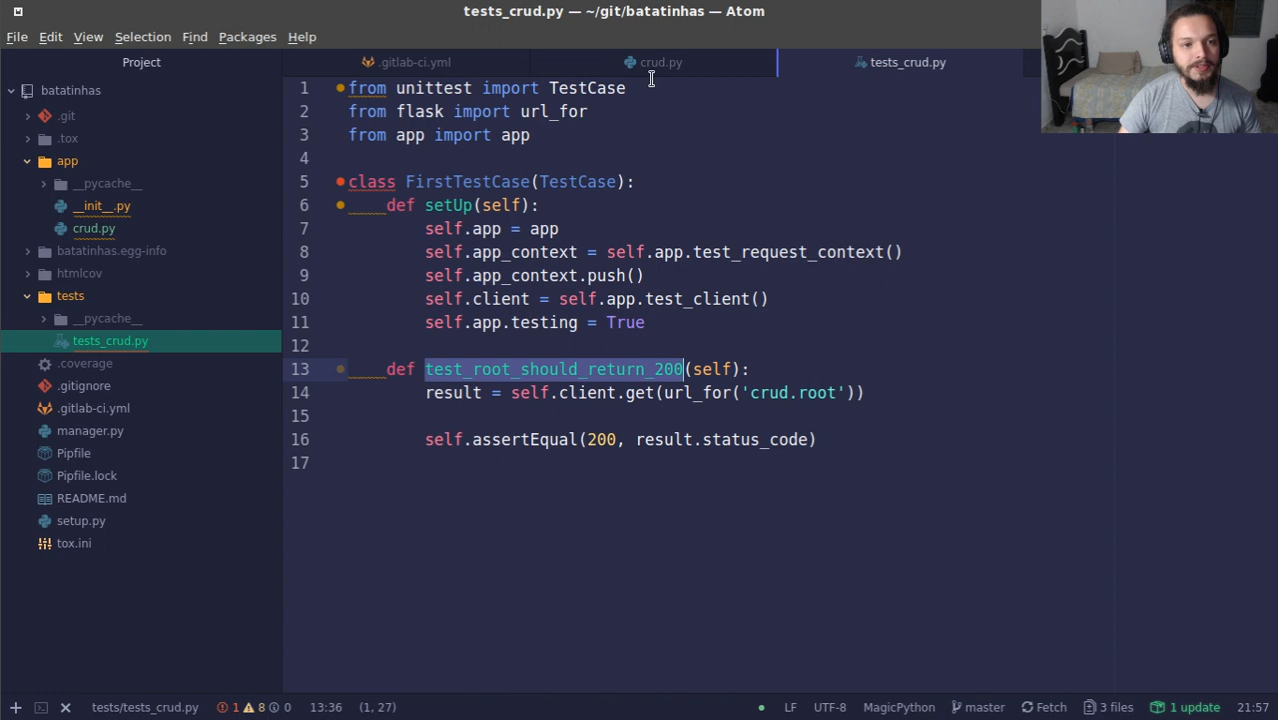 tests_crud.py — ~/git/batatinhas — Atom
File Edit View Selection Find Packages Help
Project
.gitlab-ci.yml
crud.py
tests_crud.py
batatinhas
.git
.tox
app
__pycache__
__init__.py
crud.py
batatinhas.egg-info
htmlcov
tests
__pycache__
tests_crud.py
.coverage
.gitignore
.gitlab-ci.yml
manager.py
Pipfile
Pipfile.lock
README.md
setup.py
tox.ini
1 from unittest import TestCase
2 from flask import url_for
3 from app import app
4
5 class FirstTestCase(TestCase):
6 def setUp(self):
7 self.app = app
8 self.app_context = self.app.test_request_context()
9 self.app_context.push()
10 self.client = self.app.test_client()
11 self.app.testing = True
12
13 def test_root_should_return_200(self):
14 result = self.client.get(url_for('crud.root'))
15
16 self.assertEqual(200, result.status_code)
17
tests/tests_crud.py 1 8 0 13:36 (1, 27) LF UTF-8 MagicPython master Fetch 3 files 1 update 21:57